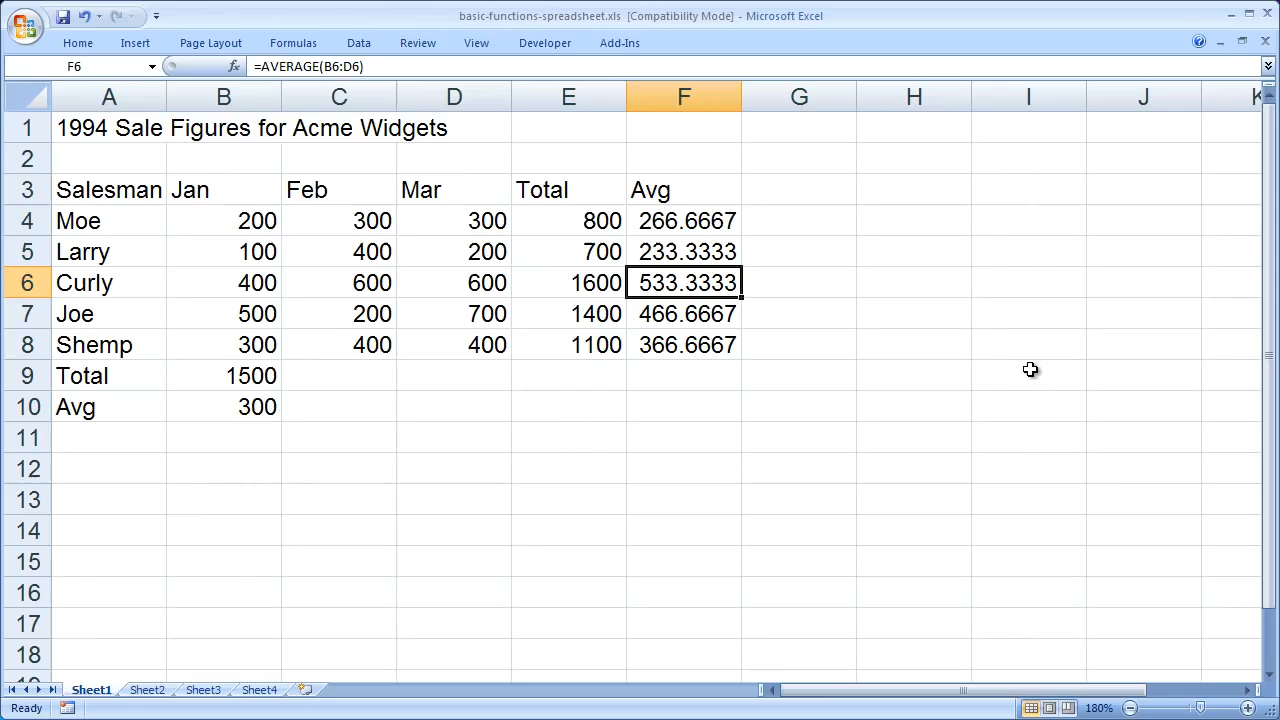 basic-functions-spreadsheet.xls [Compatibility Mode] - Microsoft Excel
Home Insert Page Layout Formulas Data Review View Developer Add-Ins
F6 fx =AVERAGE(B6:D6)
A B C D E F G H I J K
1 1994 Sale Figures for Acme Widgets
2
3 Salesman Jan Feb Mar Total Avg
4 Moe 200 300 300 800 266.6667
5 Larry 100 400 200 700 233.3333
6 Curly 400 600 600 1600 533.3333
7 Joe 500 200 700 1400 466.6667
8 Shemp 300 400 400 1100 366.6667
9 Total 1500
10 Avg 300
11
12
13
14
15
16
17
18
Sheet1 Sheet2 Sheet3 Sheet4
Ready 180%